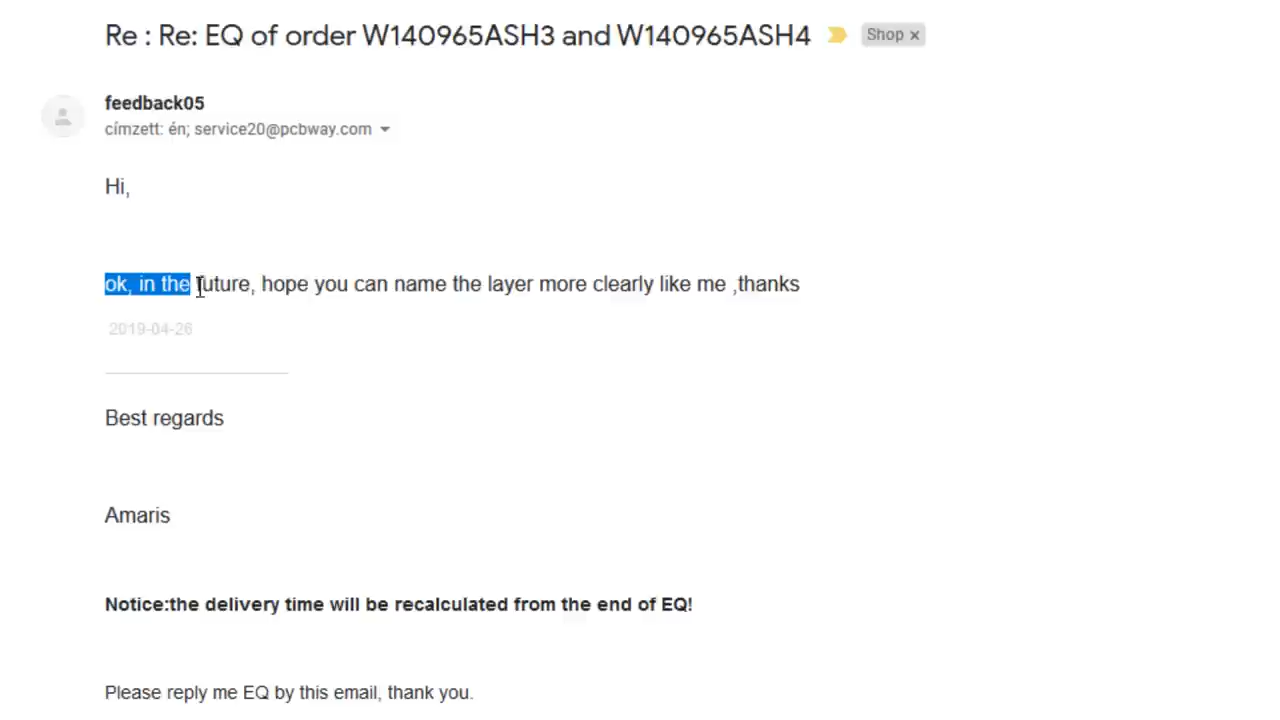 Re : Re: EQ of order W140965ASH3 and W140965ASH4 Shop ×
feedback05
címzett: én; service20@pcbway.com
Hi,
ok, in the future, hope you can name the layer more clearly like me ,thanks
2019-04-26
Best regards
Amaris
Notice:the delivery time will be recalculated from the end of EQ!
Please reply me EQ by this email, thank you.